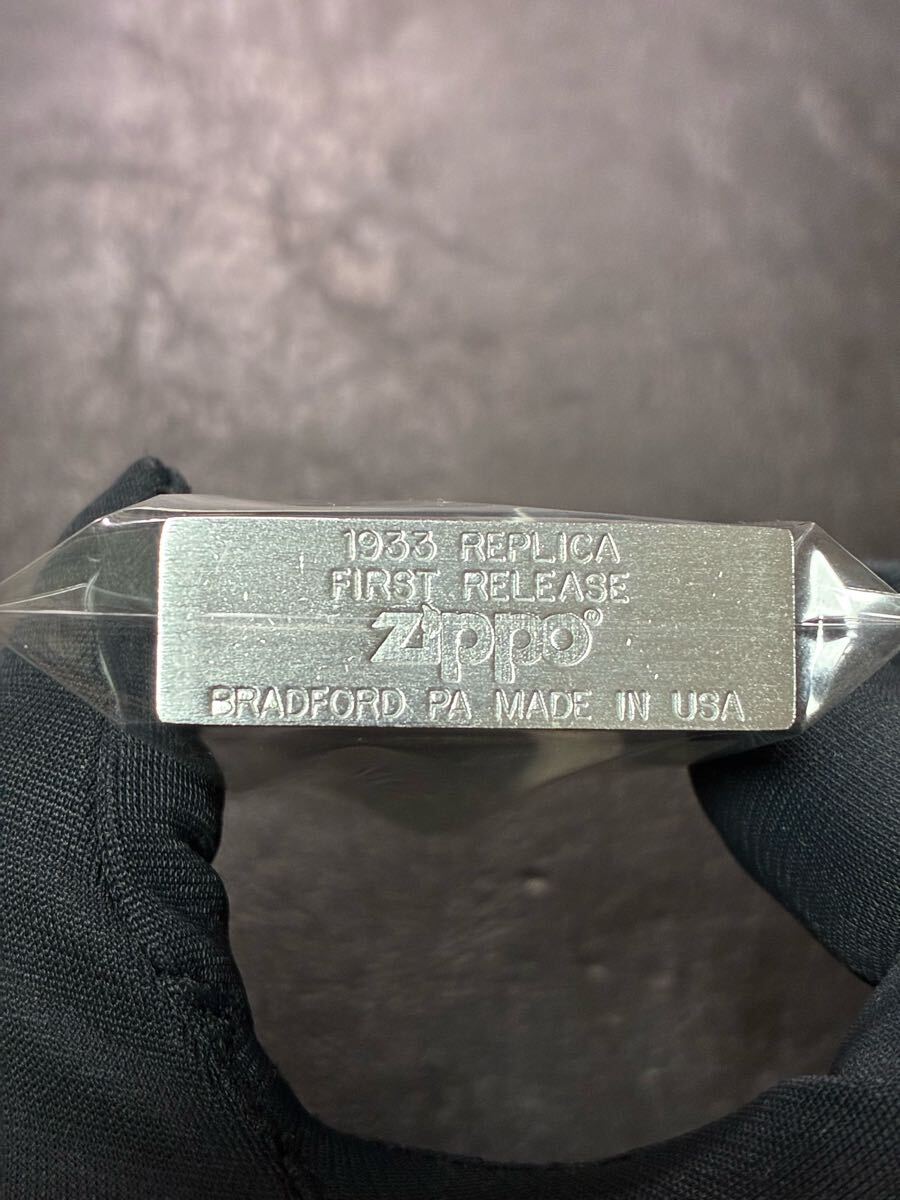 1933 REPLICA
FIRST RELEASE
Zippo®
BRADFORD PA MADE IN USA